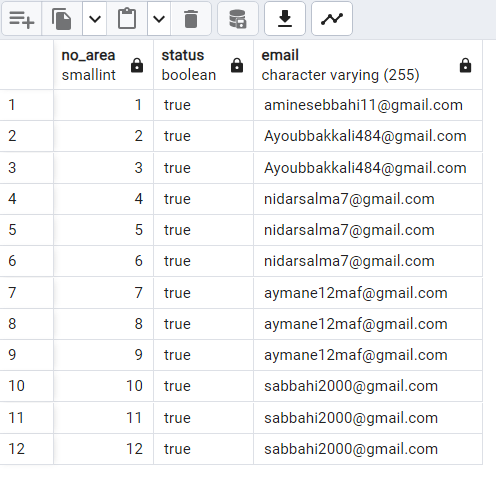 no_area status email
smallint boolean character varying (255)
1 1 true aminesebbahi11@gmail.com
2 2 true Ayoubbakkali484@gmail.com
3 3 true Ayoubbakkali484@gmail.com
4 4 true nidarsalma7@gmail.com
5 5 true nidarsalma7@gmail.com
6 6 true nidarsalma7@gmail.com
7 7 true aymane12maf@gmail.com
8 8 true aymane12maf@gmail.com
9 9 true aymane12maf@gmail.com
10 10 true sabbahi2000@gmail.com
11 11 true sabbahi2000@gmail.com
12 12 true sabbahi2000@gmail.com